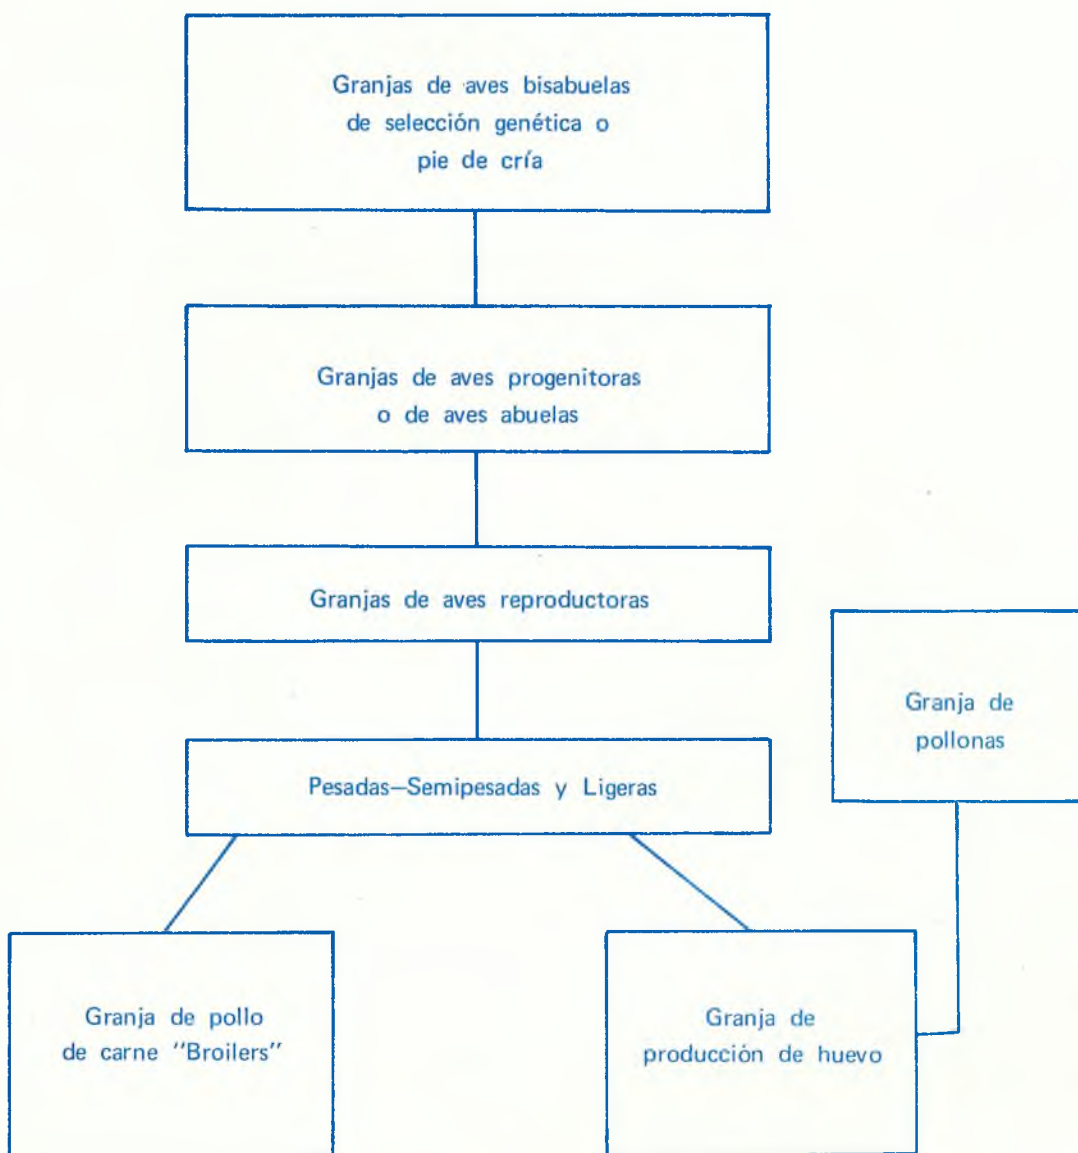 Granjas de aves bisabuelas
de selección genética o
pie de cría
Granjas de aves progenitoras
o de aves abuelas
Granjas de aves reproductoras
Granja de
pollonas
Pesadas—Semipesadas y Ligeras
Granja de pollo
de carne "Broilers"
Granja de
producción de huevo